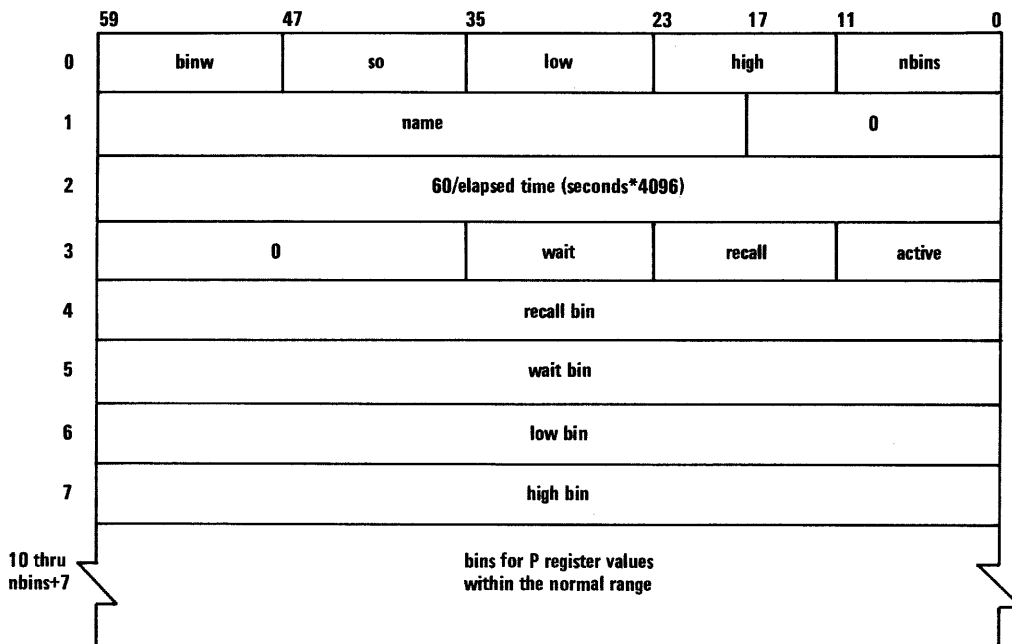 59 47 35 23 17 11 0
0 binw so low high nbins
1 name 0
2 60/elapsed time (seconds*4096)
3 0 wait recall active
4 recall bin
5 wait bin
6 low bin
7 high bin
10 thru bins for P register values
nbins+7 within the normal range